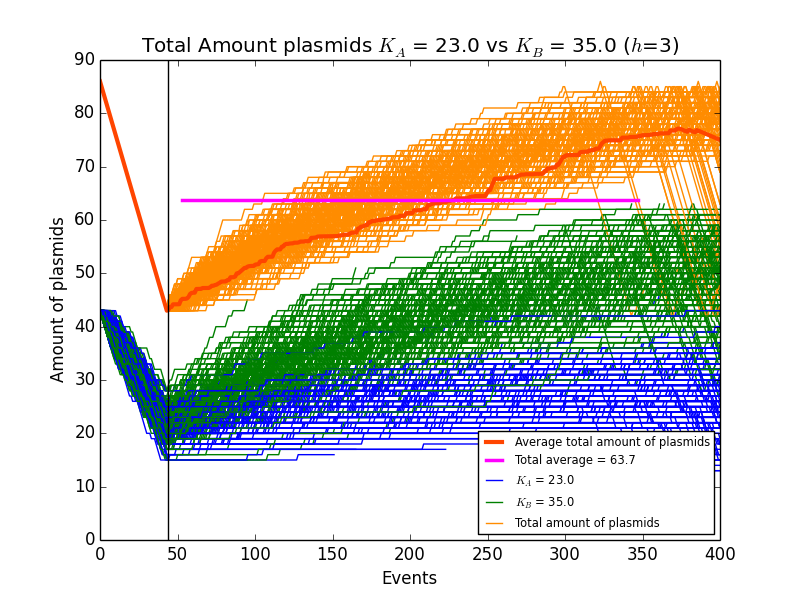 Total Amount plasmids K_A = 23.0 vs K_B = 35.0 (h=3)
90
80
70
60
50
40
30
20
10
0
Amount of plasmids
Average total amount of plasmids
Total average = 63.7
K_A = 23.0
K_B = 35.0
Total amount of plasmids
0 50 100 150 200 250 300 350 400
Events